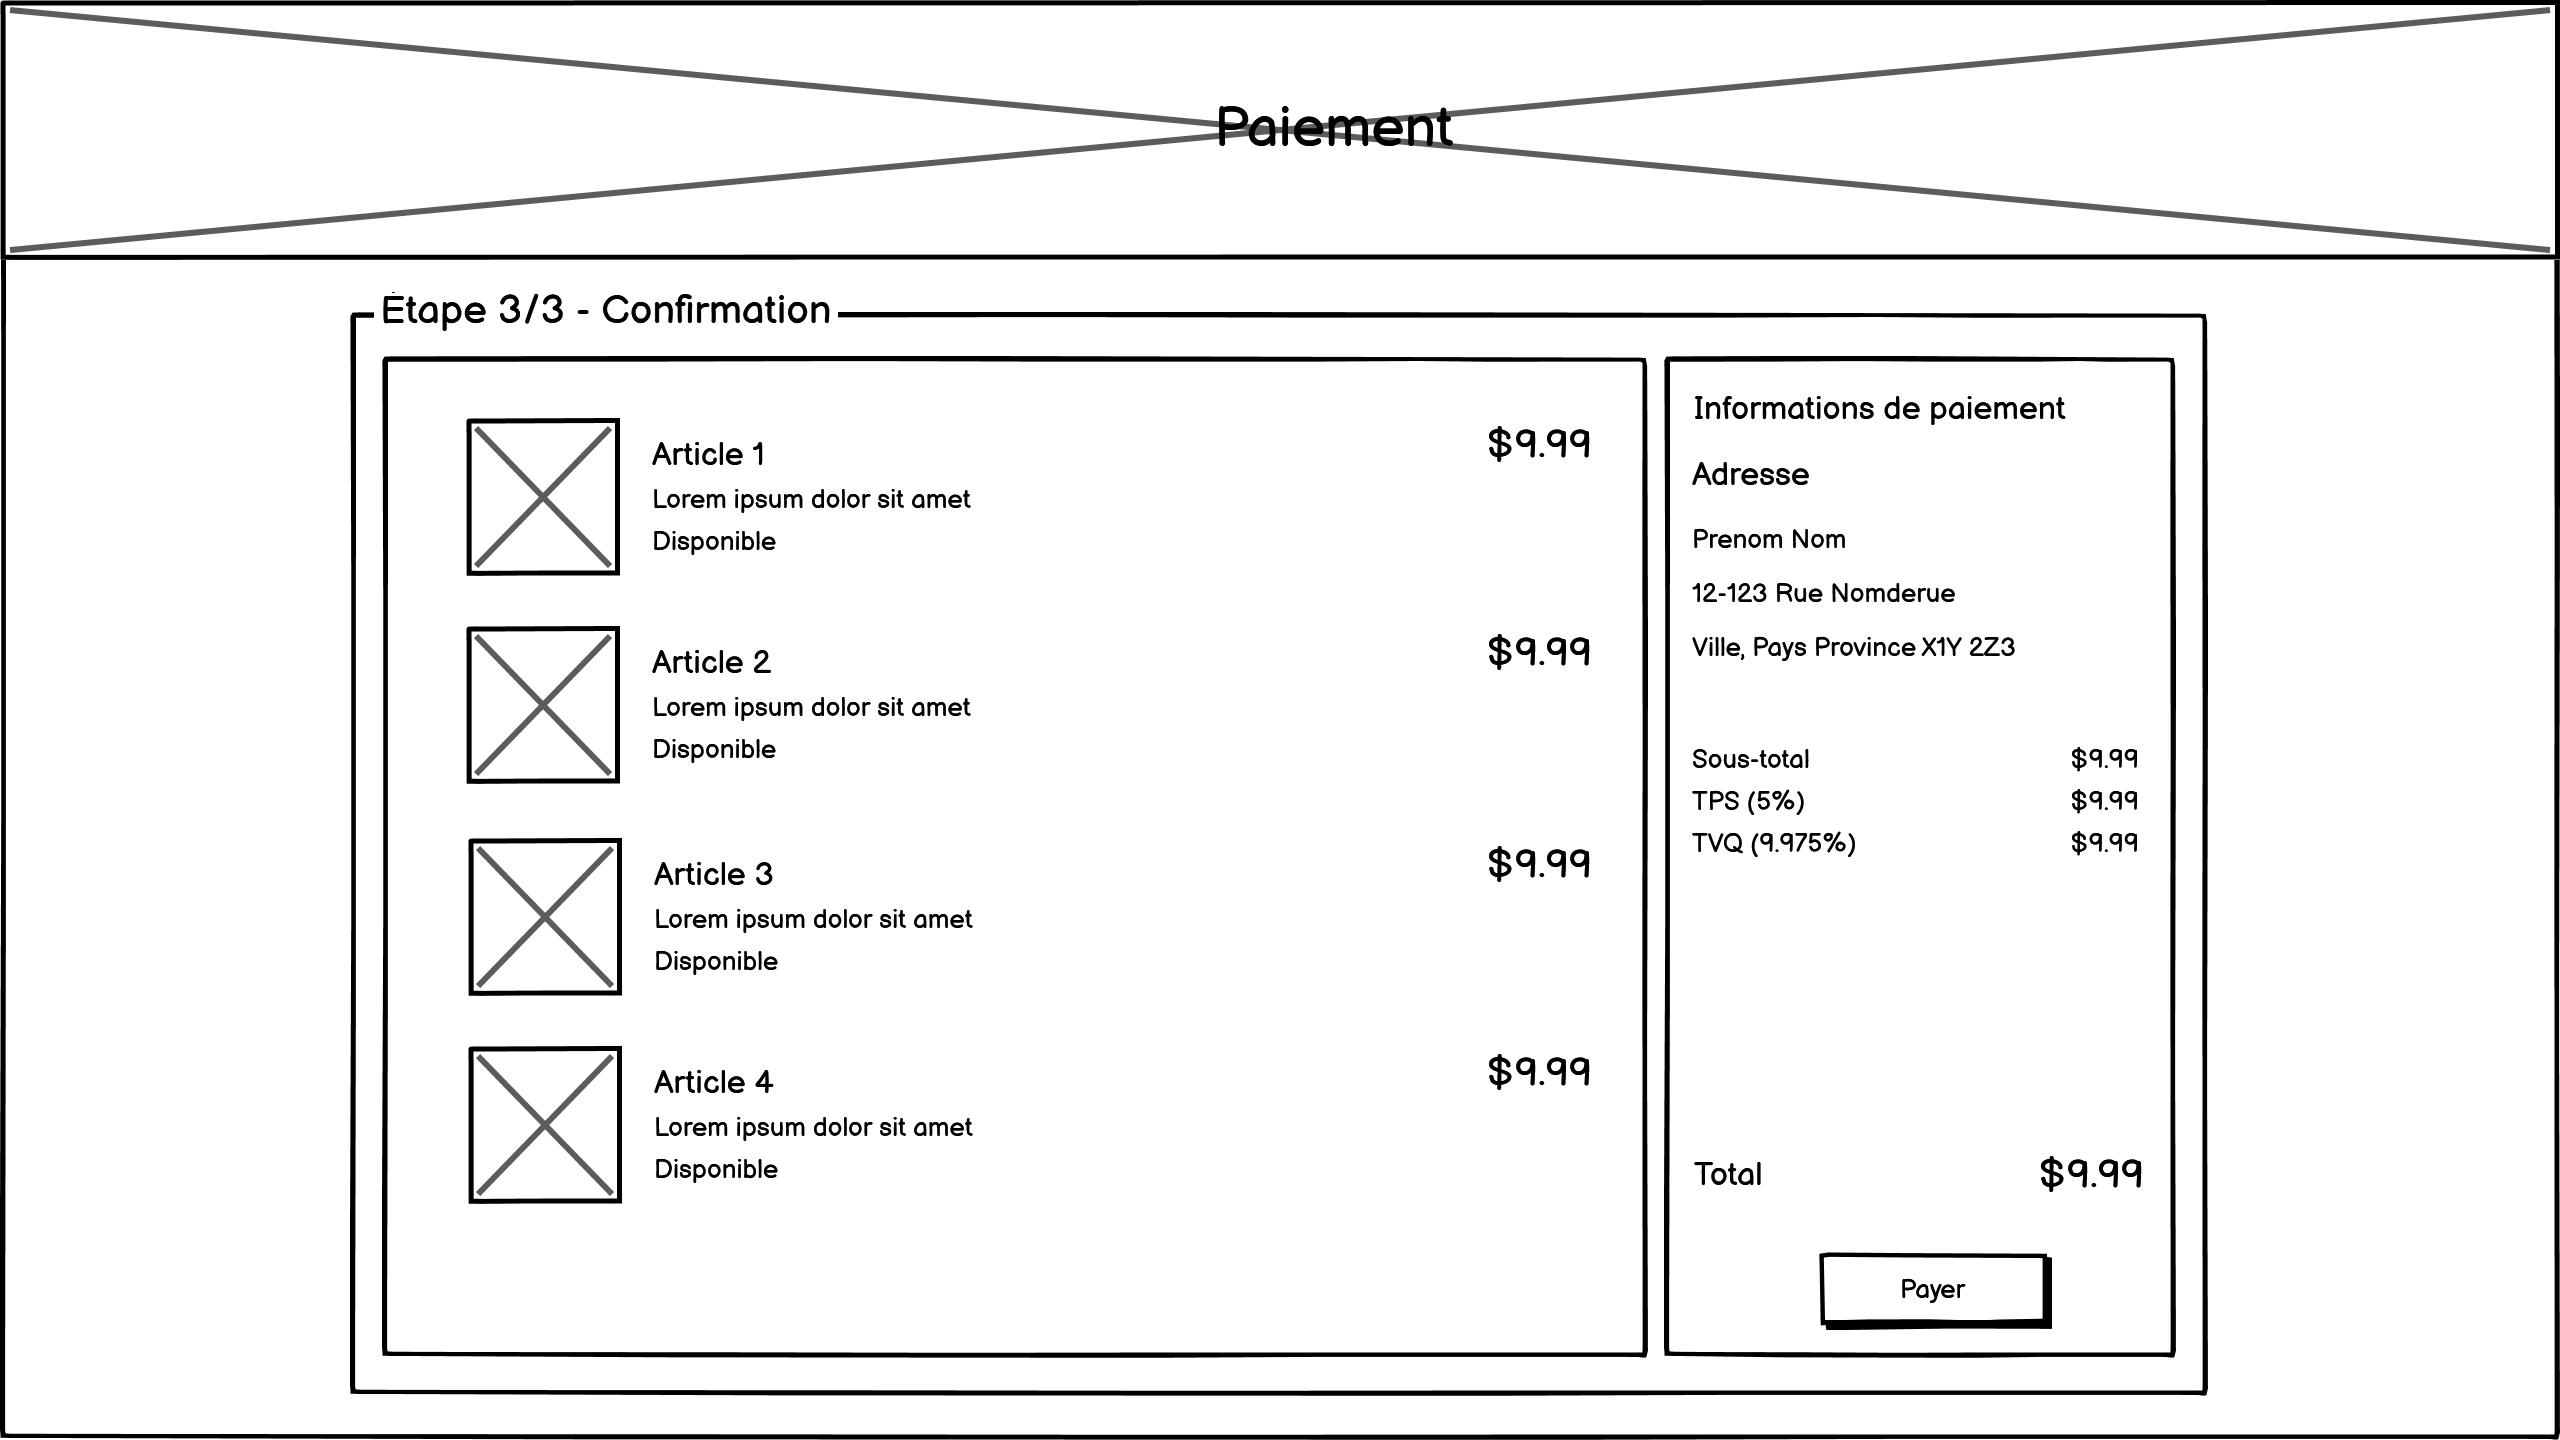 Paiement
Étape 3/3 - Confirmation
Article 1
$9.99
Lorem ipsum dolor sit amet
Disponible
Article 2
$9.99
Lorem ipsum dolor sit amet
Disponible
Article 3
$9.99
Lorem ipsum dolor sit amet
Disponible
Article 4
$9.99
Lorem ipsum dolor sit amet
Disponible
Informations de paiement
Adresse
Prenom Nom
12-123 Rue Nomderue
Ville, Pays Province X1Y 2Z3
Sous-total $9.99
TPS (5%) $9.99
TVQ (9.975%) $9.99
Total $9.99
Payer